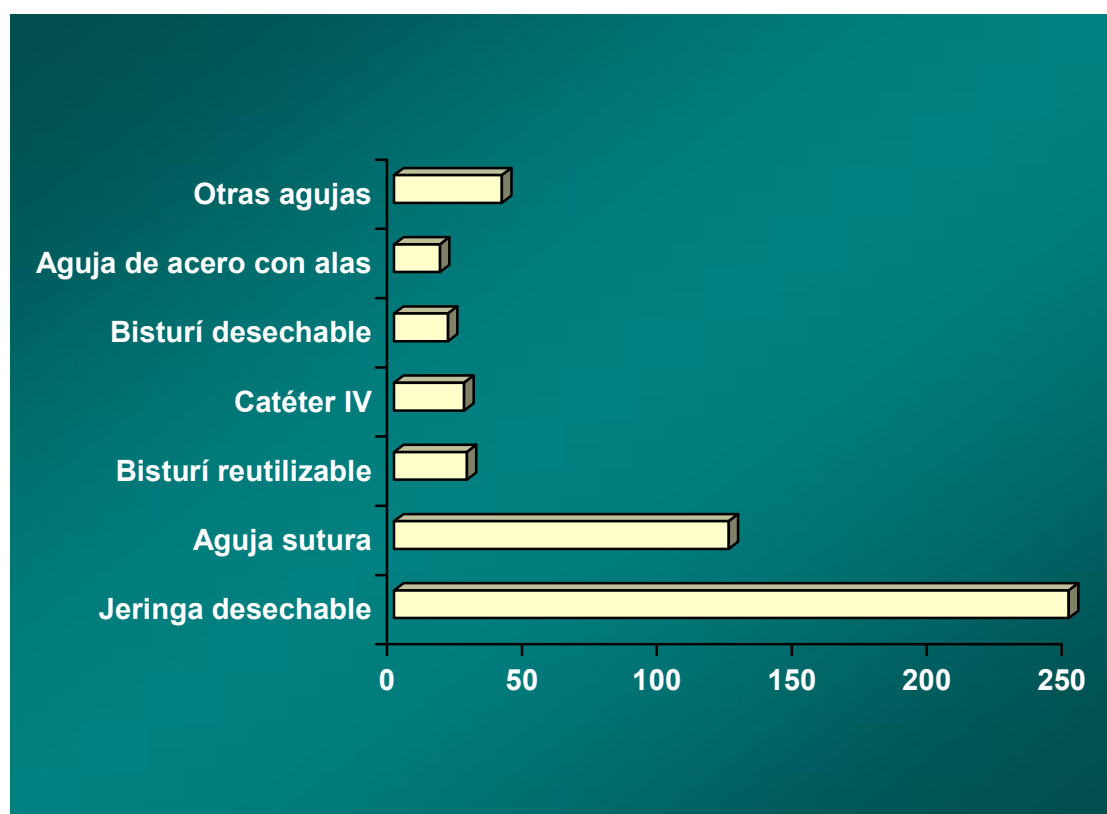 Otras agujas
Aguja de acero con alas
Bisturí desechable
Catéter IV
Bisturí reutilizable
Aguja sutura
Jeringa desechable
0 50 100 150 200 250